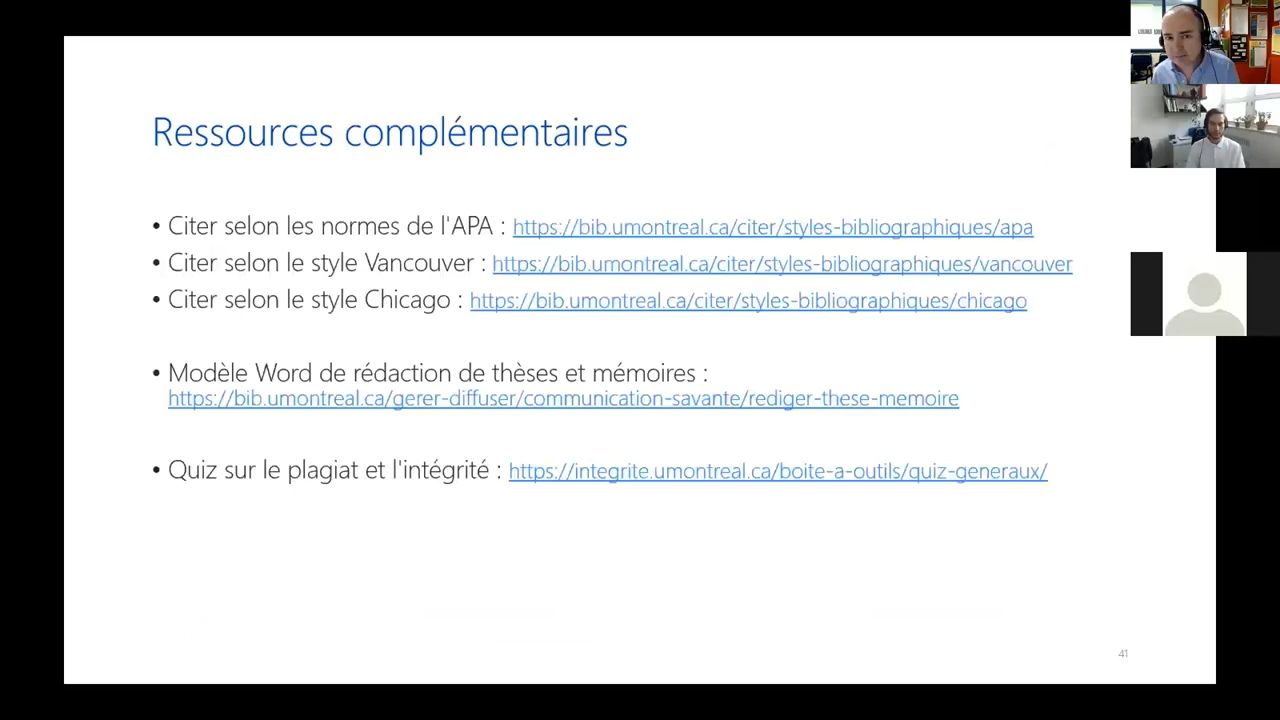 Ressources complémentaires
• Citer selon les normes de l'APA : https://bib.umontreal.ca/citer/styles-bibliographiques/apa
• Citer selon le style Vancouver : https://bib.umontreal.ca/citer/styles-bibliographiques/vancouver
• Citer selon le style Chicago : https://bib.umontreal.ca/citer/styles-bibliographiques/chicago
• Modèle Word de rédaction de thèses et mémoires :
https://bib.umontreal.ca/gerer-diffuser/communication-savante/rediger-these-memoire
• Quiz sur le plagiat et l'intégrité : https://integrite.umontreal.ca/boite-a-outils/quiz-generaux/
41